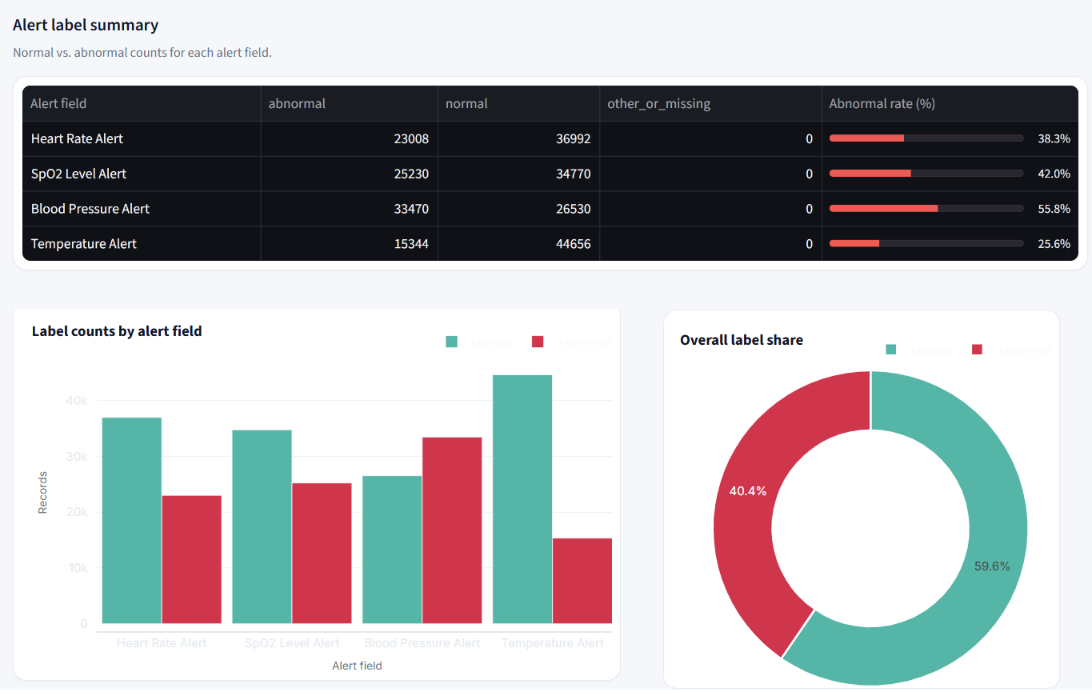 Alert label summary
Normal vs. abnormal counts for each alert field.
Alert field abnormal normal other_or_missing Abnormal rate (%)
Heart Rate Alert 23008 36992 0 38.3%
SpO2 Level Alert 25230 34770 0 42.0%
Blood Pressure Alert 33470 26530 0 55.8%
Temperature Alert 15344 44656 0 25.6%
Label counts by alert field
Normal Abnormal
40k
30k
20k
10k
0
Records
Heart Rate Alert SpO2 Level Alert Blood Pressure Alert Temperature Alert
Alert field
Overall label share
Normal Abnormal
40.4%
59.6%